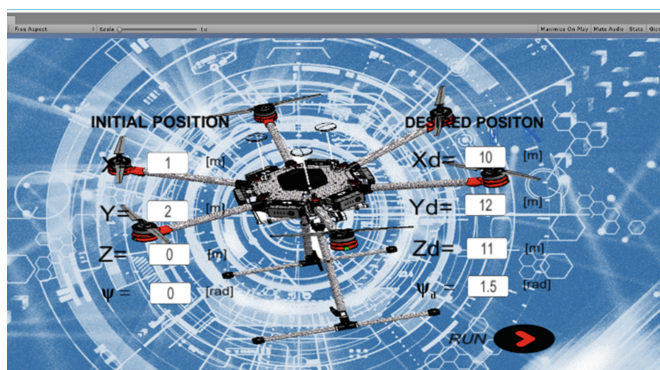 Free Aspect Scale 1x Maximize On Play Mute Audio Stats
INITIAL POSITION DESIRED POSITON
1 [m] Xd= 10 [m]
Y= 2 [m] Yd= 12 [m]
Z= 0 [m] Zd= 11 [m]
ψ = 0 [rad] ψd = 1.5 [rad]
RUN